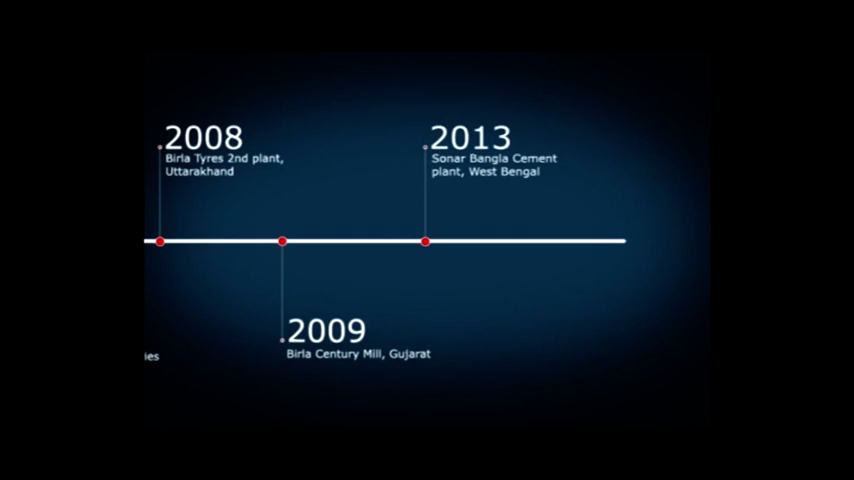 2008
Birla Tyres 2nd plant,
Uttarakhand
2013
Sonar Bangla Cement
plant, West Bengal
2009
Birla Century Mill, Gujarat
ies